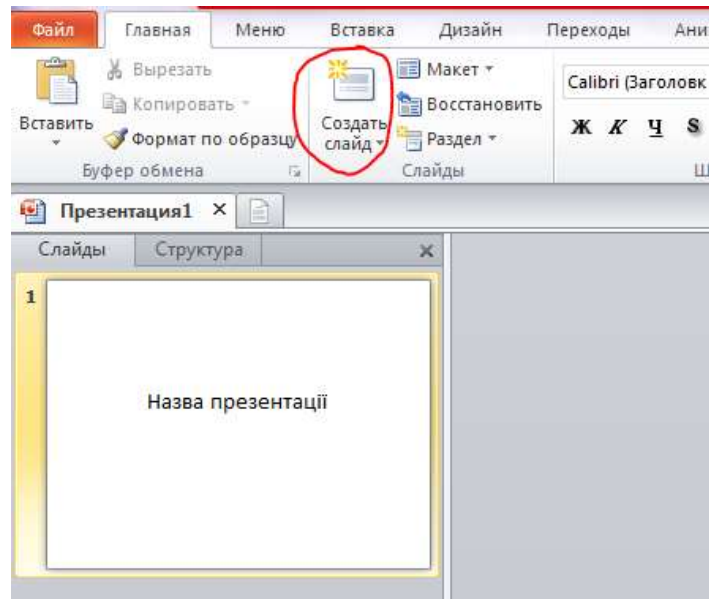 Файл Главная Меню Вставка Дизайн Переходы Ани
Вырезать
Копировать
Формат по образцу
Вставить
Буфер обмена
Создать
слайд
Макет
Восстановить
Раздел
Слайды
Calibri (Заголовк
Ж К Ч S
Ш
Презентация1
Слайды Структура
1
Назва презентації